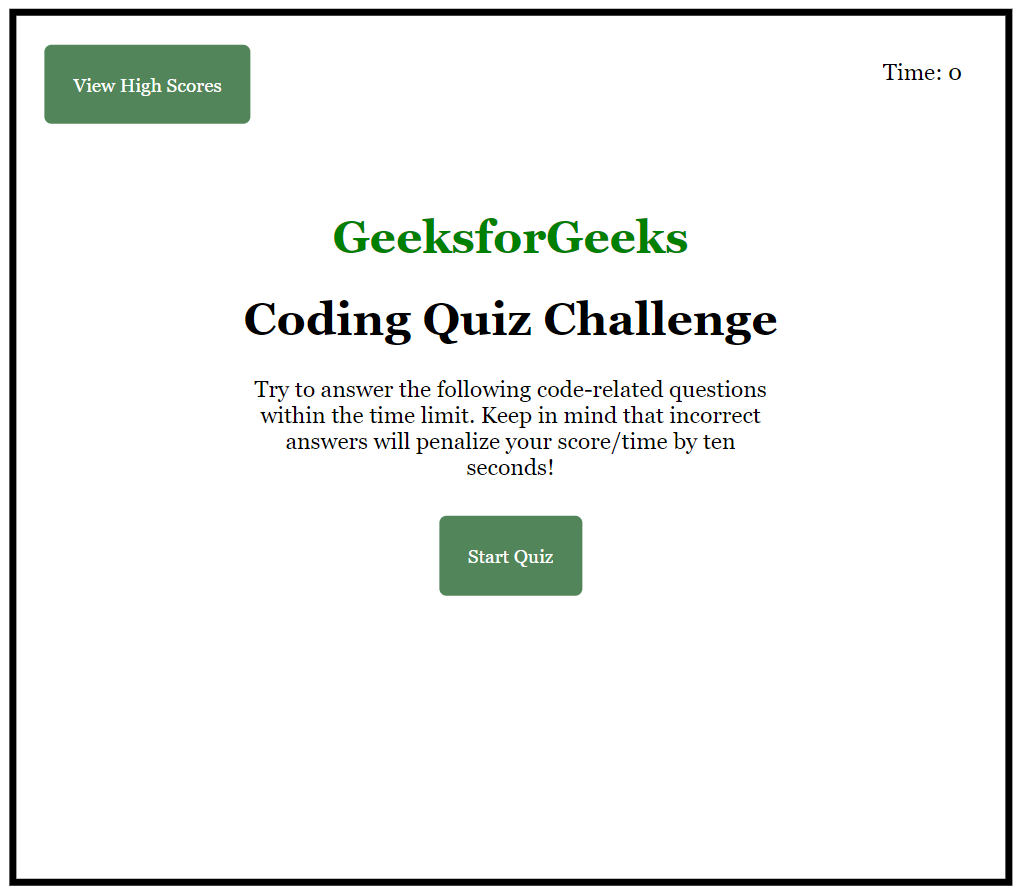 View High Scores
Time: 0
GeeksforGeeks
Coding Quiz Challenge
Try to answer the following code-related questions
within the time limit. Keep in mind that incorrect
answers will penalize your score/time by ten
seconds!
Start Quiz